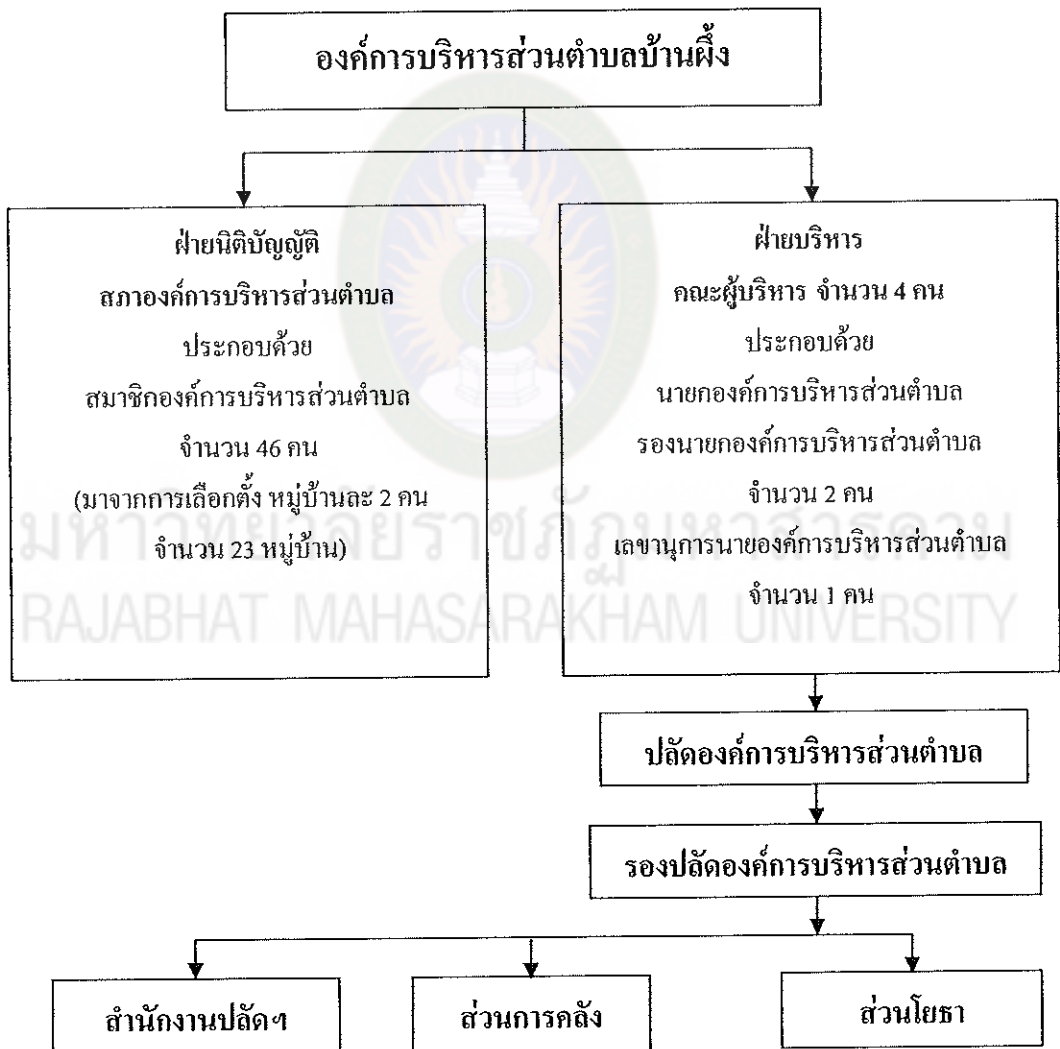 องค์การบริหารส่วนตำบลบ้านผึ้ง
ฝ่ายนิติบัญญัติ
สภาองค์การบริหารส่วนตำบล
ประกอบด้วย
สมาชิกองค์การบริหารส่วนตำบล
จำนวน 46 คน
(มาจากการเลือกตั้ง หมู่บ้านละ 2 คน
จำนวน 23 หมู่บ้าน)
ฝ่ายบริหาร
คณะผู้บริหาร จำนวน 4 คน
ประกอบด้วย
นายกองค์การบริหารส่วนตำบล
รองนายกองค์การบริหารส่วนตำบล
จำนวน 2 คน
เลขานุการนายองค์การบริหารส่วนตำบล
จำนวน 1 คน
มหาวิทยาลัยราชภัฏมหาสารคาม
RAJABHAT MAHASARAKHAM UNIVERSITY
ปลัดองค์การบริหารส่วนตำบล
รองปลัดองค์การบริหารส่วนตำบล
สำนักงานปลัดฯ
ส่วนการคลัง
ส่วนโยธา